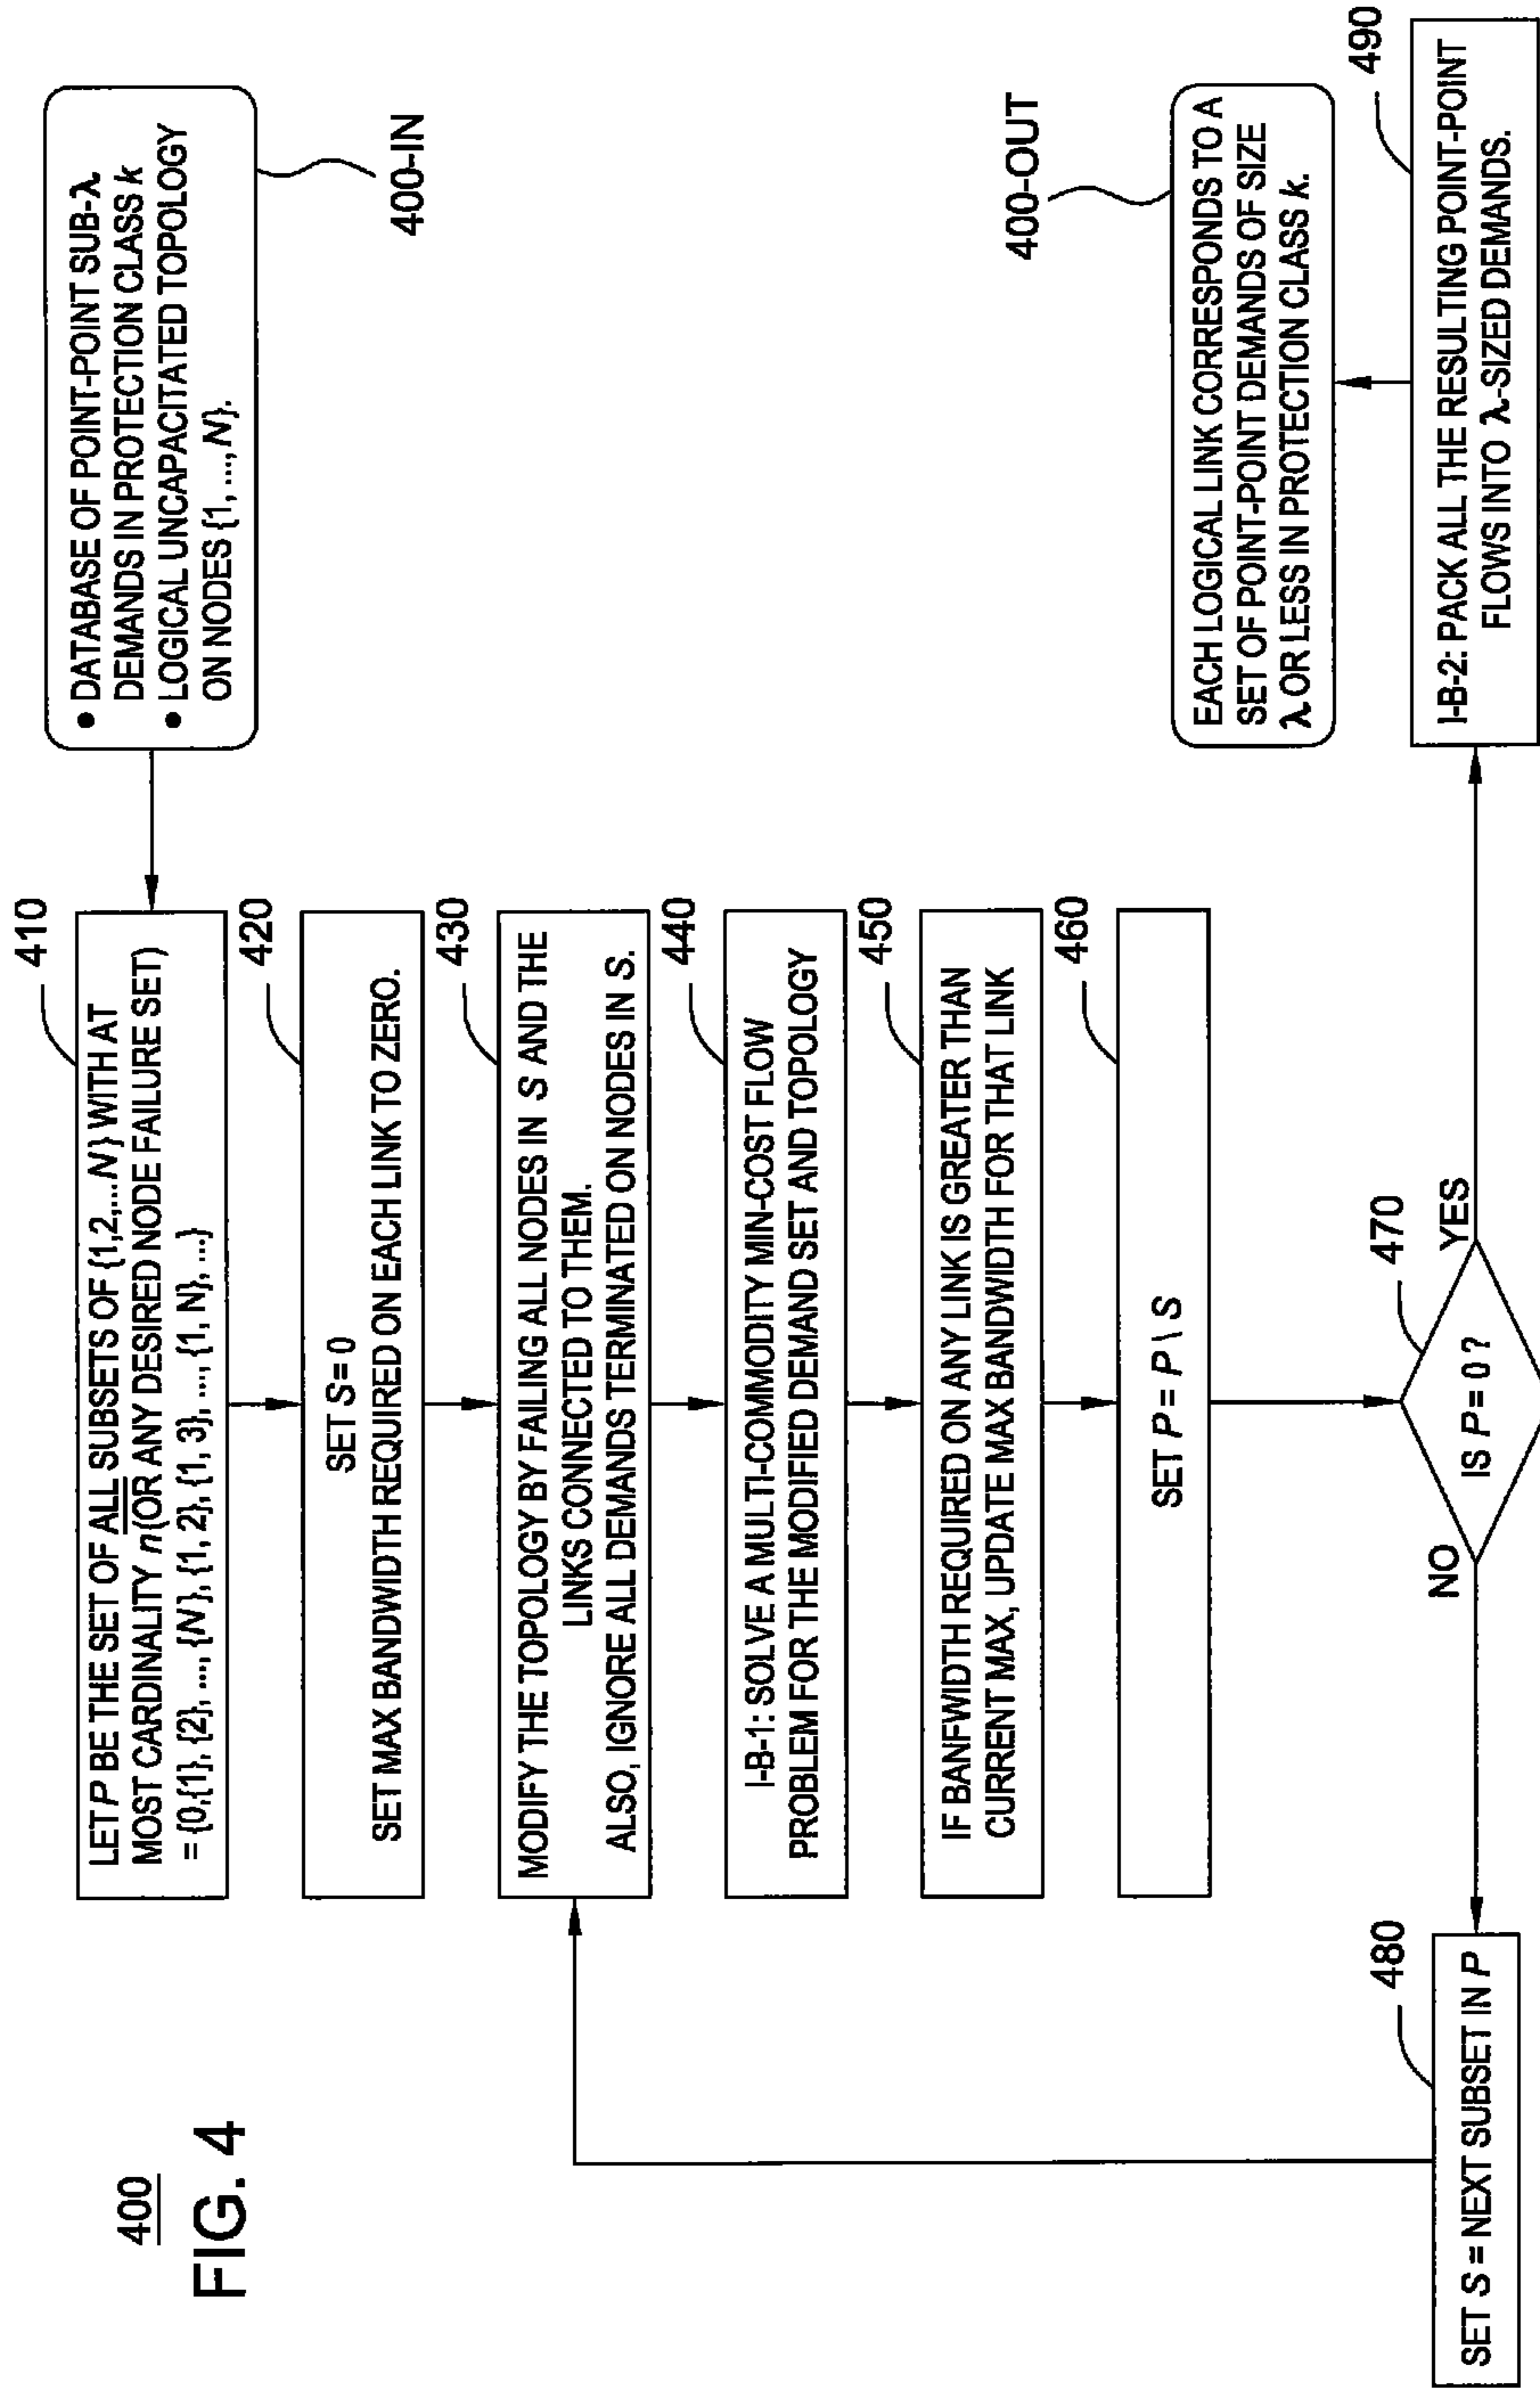 400
FIG. 4
● DATABASE OF POINT-POINT SUB-λ
DEMANDS IN PROTECTION CLASS k
● LOGICAL UNCAPACITATED TOPOLOGY
ON NODES {1, ..., N}.
400-IN
410
LET P BE THE SET OF ALL SUBSETS OF {1,2,... N} WITH AT
MOST CARDINALITY n(OR ANY DESIRED NODE FAILURE SET)
= {0,{1}, {2}, ..., {N}, {1, 2}, {1, 3}, ..., {1, N}, ...}
420
SET S= 0
SET MAX BANDWIDTH REQUIRED ON EACH LINK TO ZERO.
430
MODIFY THE TOPOLOGY BY FAILING ALL NODES IN S AND THE
LINKS CONNECTED TO THEM.
ALSO, IGNORE ALL DEMANDS TERMINATED ON NODES IN S.
440
I-B-1: SOLVE A MULTI-COMMODITY MIN-COST FLOW
PROBLEM FOR THE MODIFIED DEMAND SET AND TOPOLOGY
450
IF BANFWIDTH REQUIRED ON ANY LINK IS GREATER THAN
CURRENT MAX, UPDATE MAX BANDWIDTH FOR THAT LINK
460
SET P = P \ S
470
IS P = 0 ?
NO
YES
480
SET S = NEXT SUBSET IN P
490
I-B-2: PACK ALL THE RESULTING POINT-POINT
FLOWS INTO λ-SIZED DEMANDS.
400-OUT
EACH LOGICAL LINK CORRESPONDS TO A
SET OF POINT-POINT DEMANDS OF SIZE
λ OR LESS IN PROTECTION CLASS k.